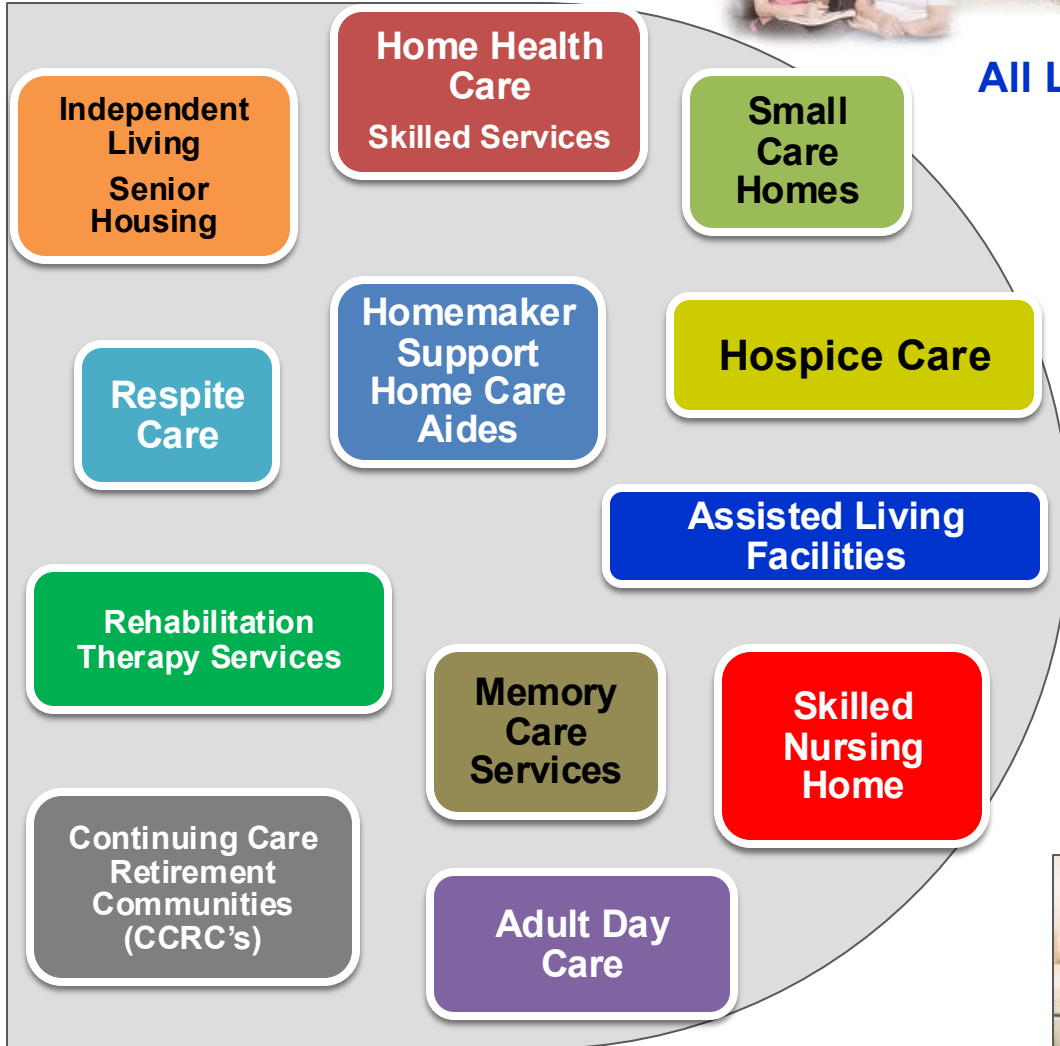 Home Health
Care
Skilled Services
All L
Independent
Living
Senior
Housing
Small
Care
Homes
Homemaker
Support
Home Care
Aides
Hospice Care
Respite
Care
Assisted Living
Facilities
Rehabilitation
Therapy Services
Memory
Care
Services
Skilled
Nursing
Home
Continuing Care
Retirement
Communities
(CCRC’s)
Adult Day
Care